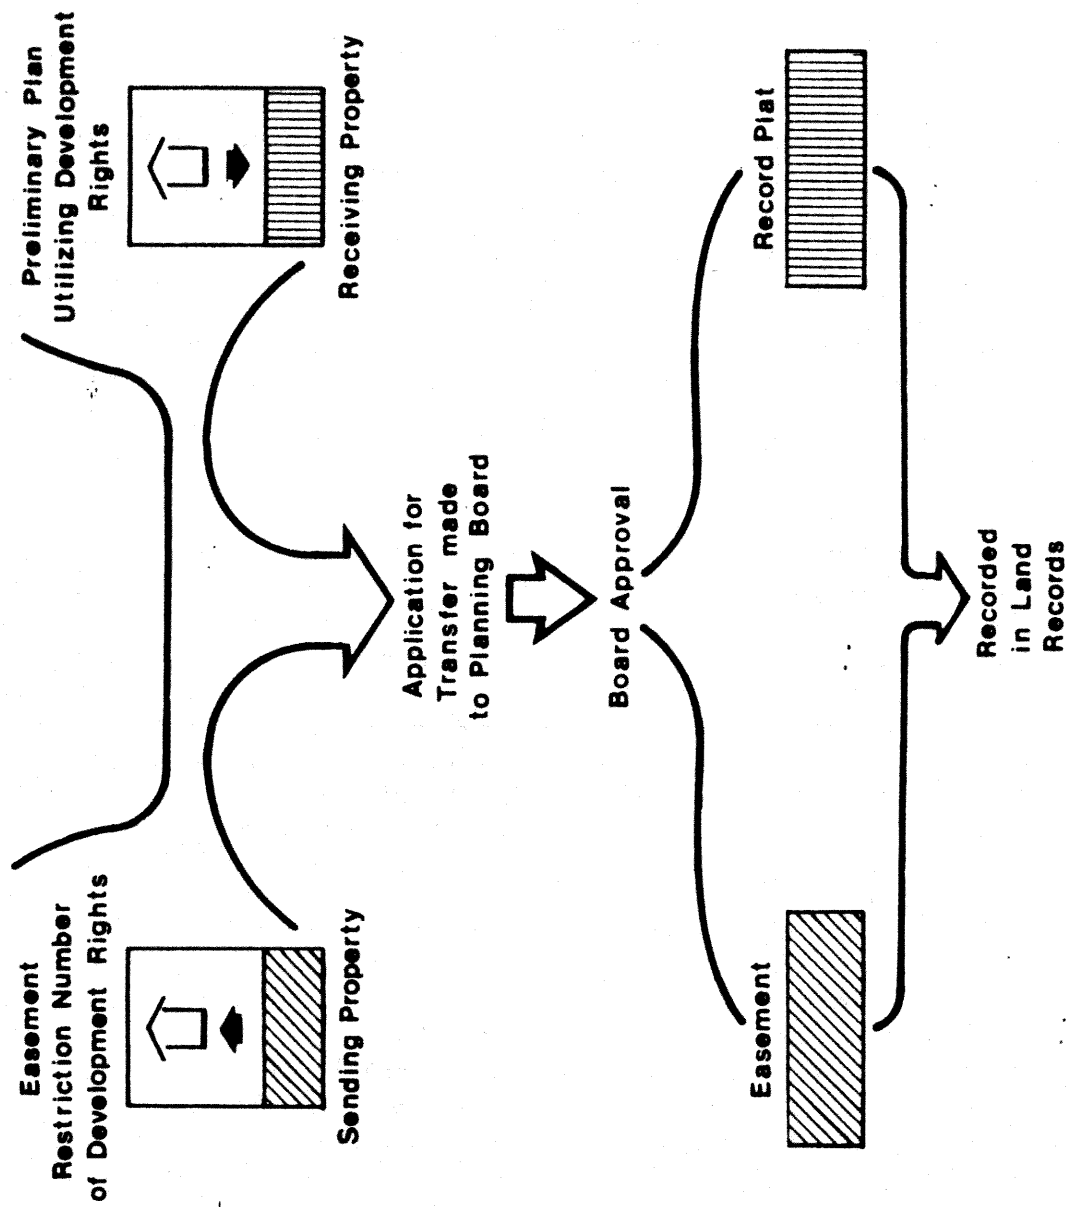 Easement
Restriction Number
of Development Rights
Sending Property
Preliminary Plan
Utilizing Development
Rights
Receiving Property
Application for
Transfer made
to Planning Board
Board Approval
Easement
Record Plat
Recorded
in Land
Records